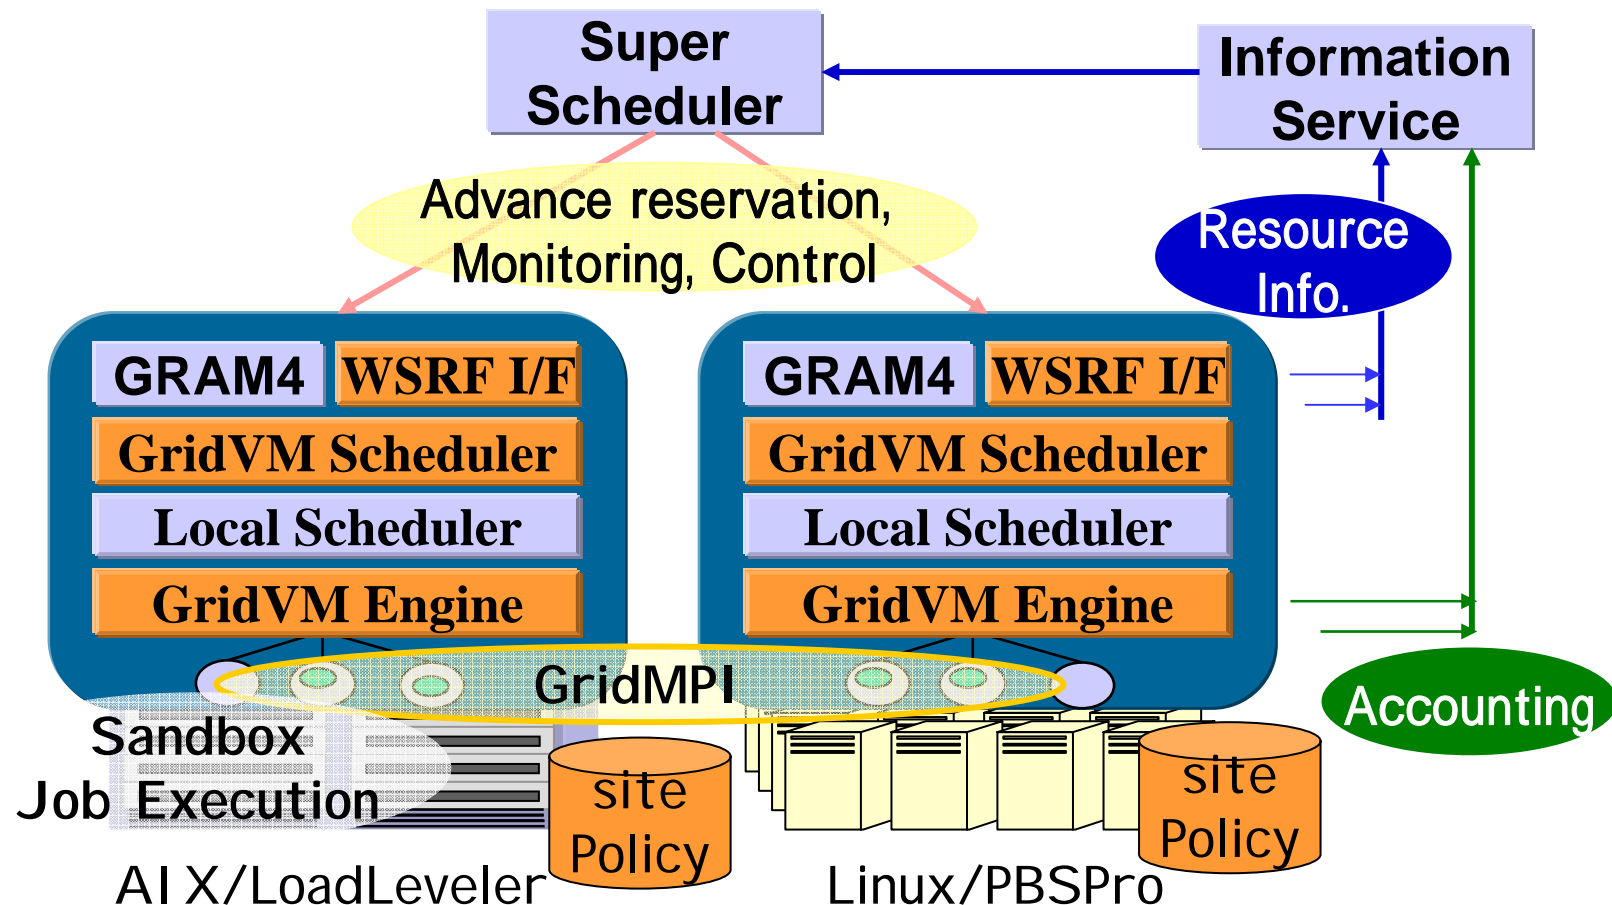 Super
Scheduler
Information
Service
Advance reservation,
Monitoring, Control
Resource
Info.
GRAM4
WSRF I/F
GridVM Scheduler
Local Scheduler
GridVM Engine
GRAM4
WSRF I/F
GridVM Scheduler
Local Scheduler
GridVM Engine
GridMPI
Sandbox
Job Execution
site
Policy
site
Policy
Accounting
AIX/LoadLeveler
Linux/PBSPro